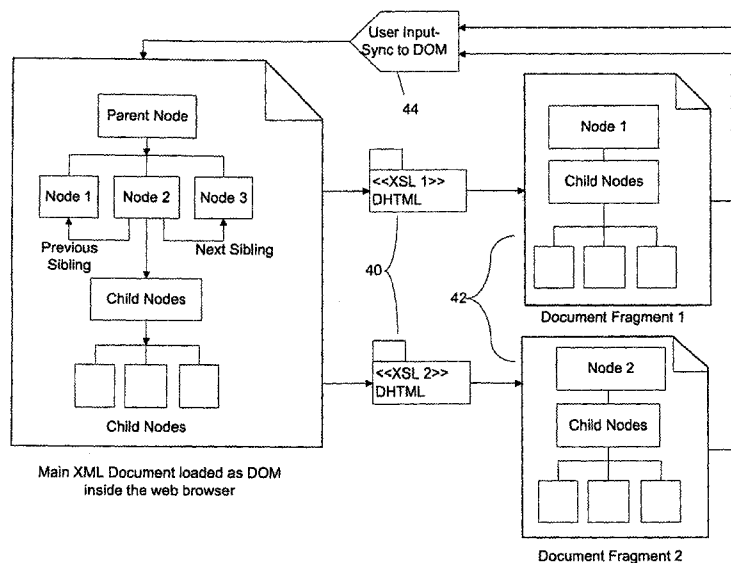 User Input-
Sync to DOM
44
Parent Node
Node 1
Node 2
Node 3
Previous
Sibling
Next Sibling
Child Nodes
Child Nodes
Main XML Document loaded as DOM
inside the web browser
<<XSL 1>>
DHTML
40
<<XSL 2>>
DHTML
42
Node 1
Child Nodes
Document Fragment 1
Node 2
Child Nodes
Document Fragment 2